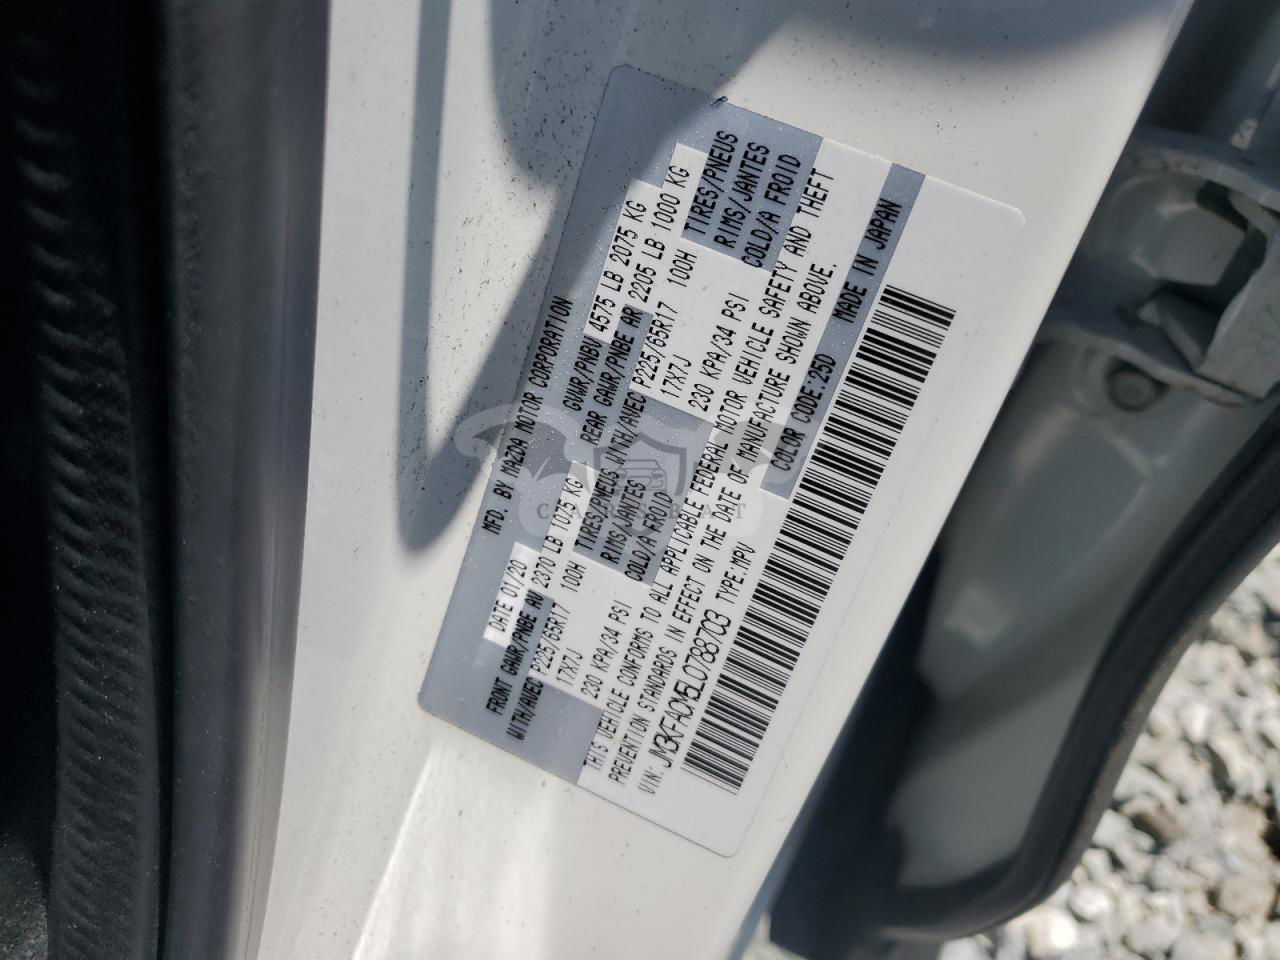 MFD. BY MAZDA MOTOR CORPORATION
DATE 01/20 GVWR/PNBV 4575 LB 2075 KG
FRONT GAWR/PNBE AV 2370 LB 1075 KG REAR GAWR/PNBE AR 2205 LB 1000 KG
WITH/AVEC P225/65R17 100H TIRES/PNEUS WITH/AVEC P225/65R17 100H TIRES/PNEUS
17X7J RIMS/JANTES 17X7J RIMS/JANTES
230 KPA/34 PSI COLD/A FROID 230 KPA/34 PSI COLD/A FROID
THIS VEHICLE CONFORMS TO ALL APPLICABLE FEDERAL MOTOR VEHICLE SAFETY AND THEFT
PREVENTION STANDARDS IN EFFECT ON THE DATE OF MANUFACTURE SHOWN ABOVE.
VIN: JM3KFACM5L0788703 TYPE:MPV COLOR CODE:25D MADE IN JAPAN
CARSBAT